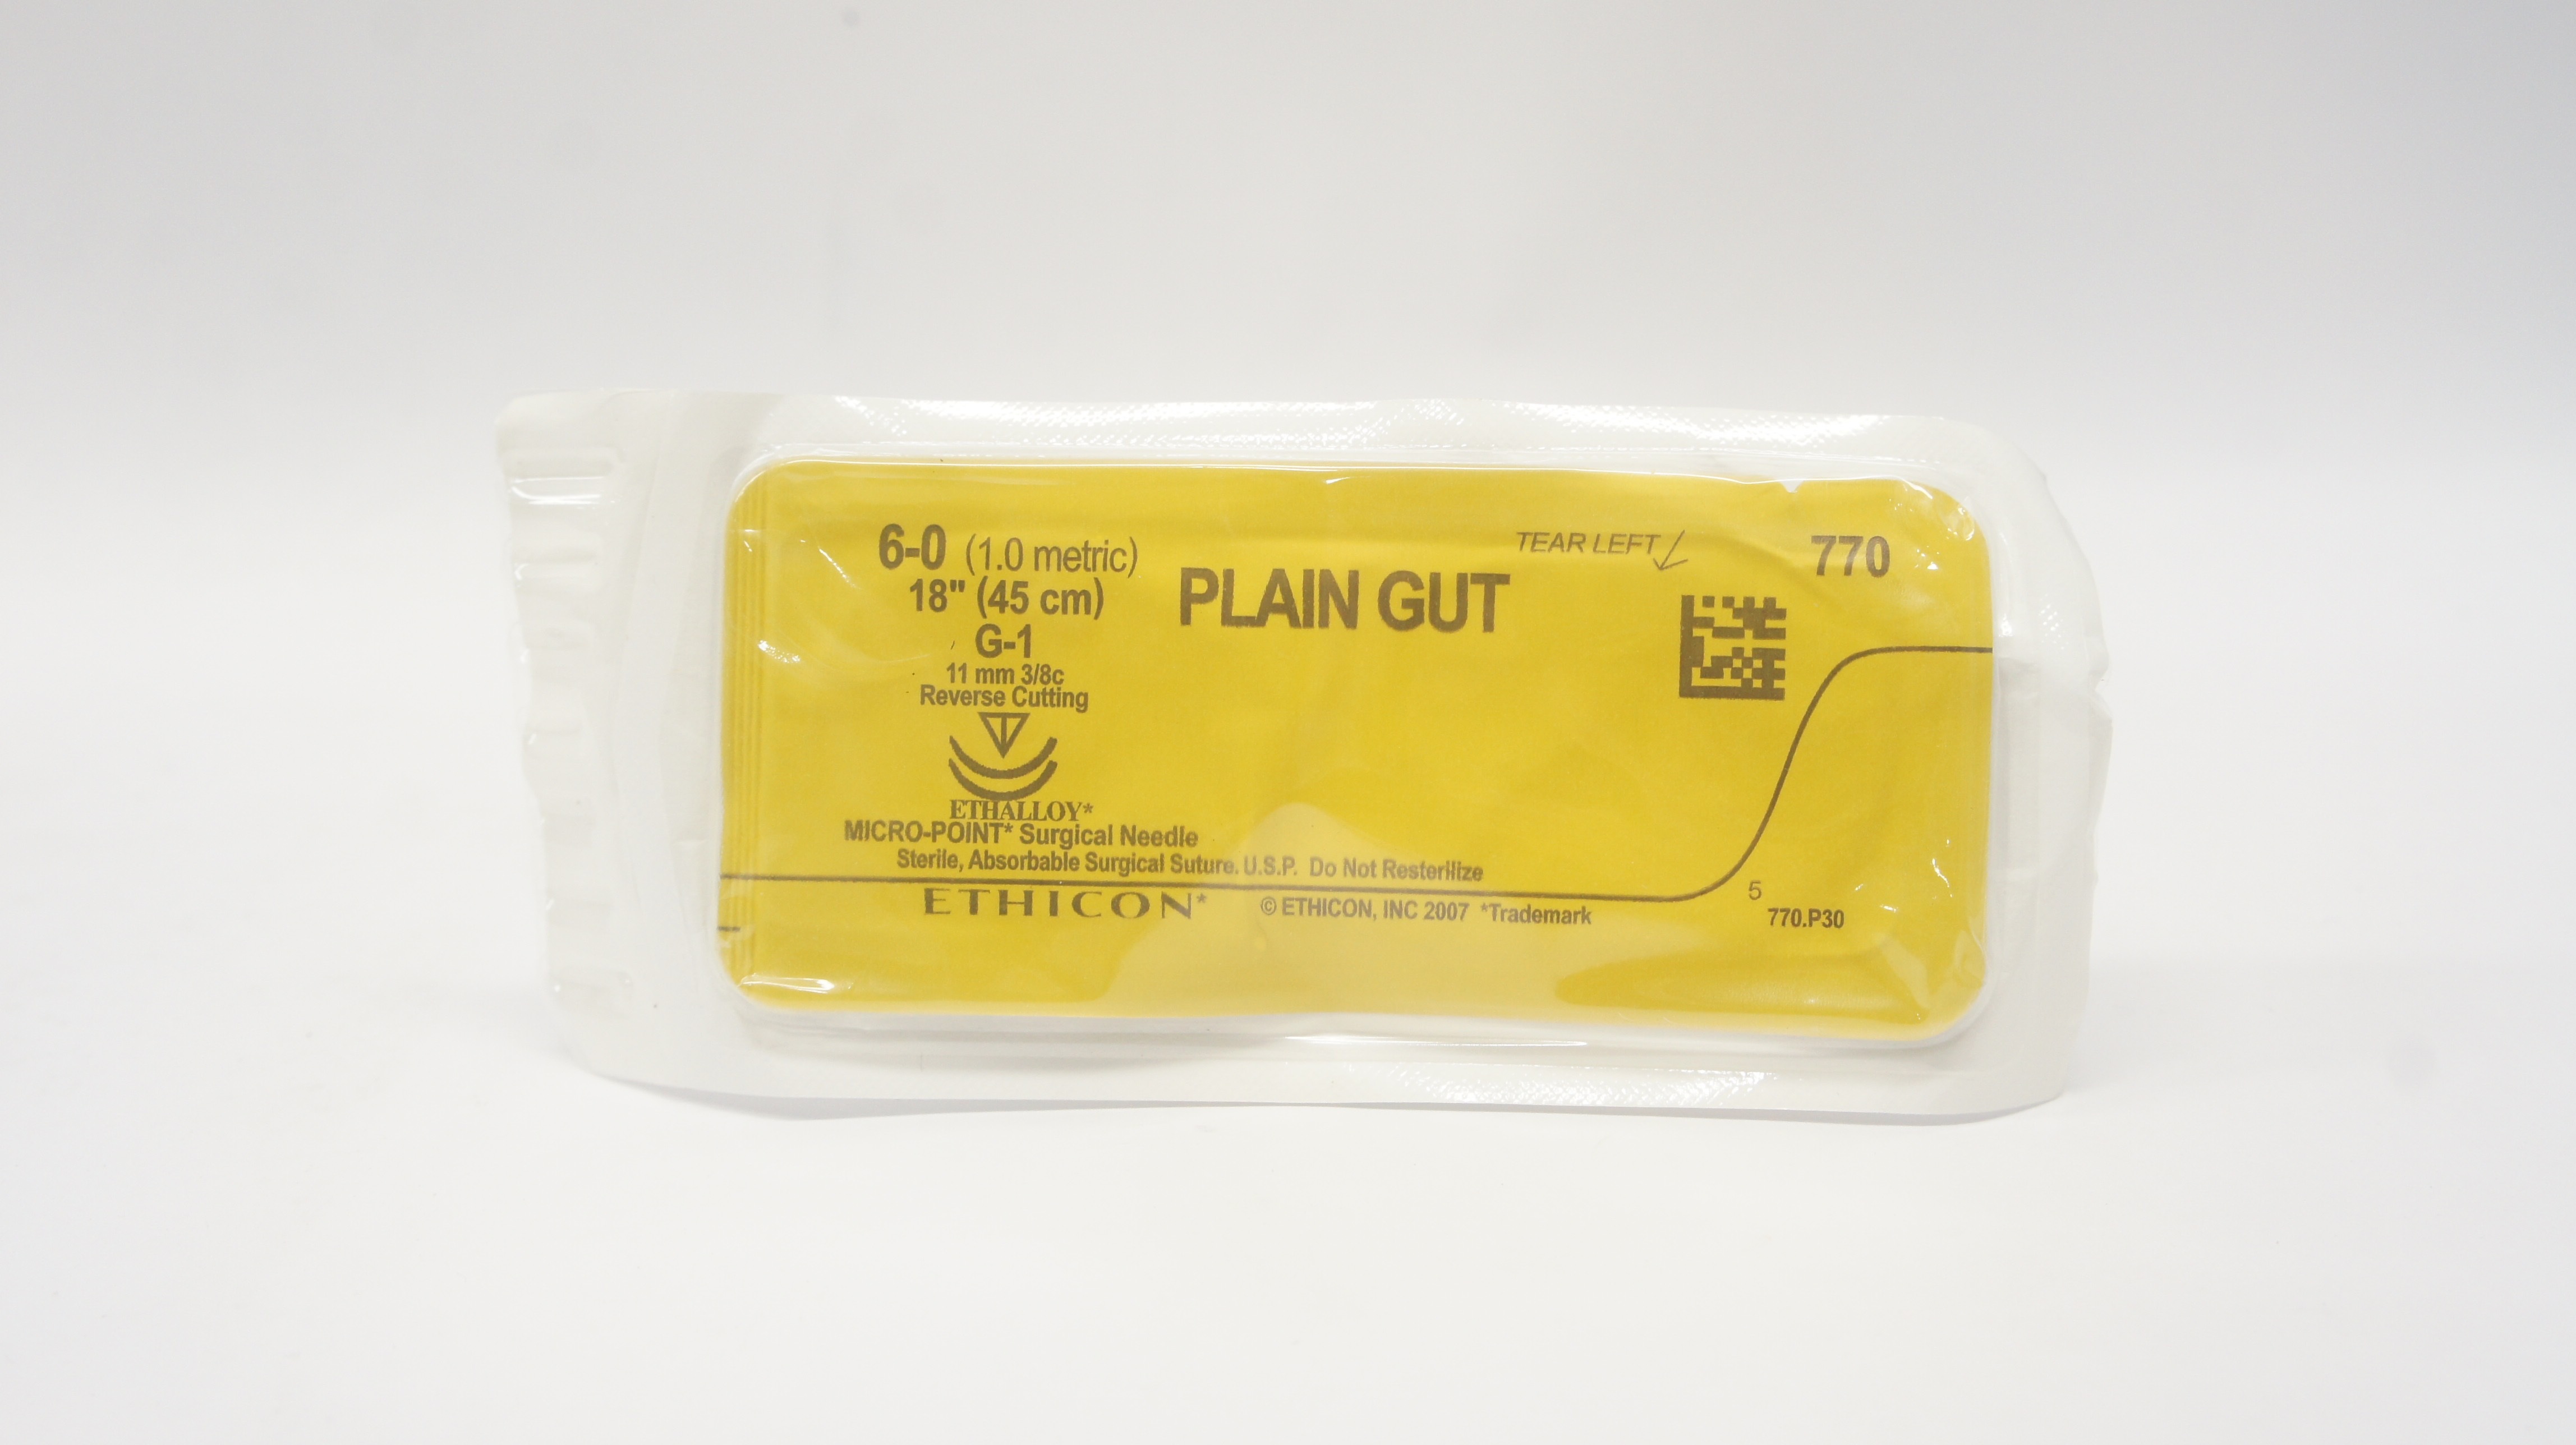 6-0 (1.0 metric)
18" (45 cm)
G-1
11 mm 3/8c
Reverse Cutting
ETHALLOY*
MICRO-POINT* Surgical Needle
Sterile, Absorbable Surgical Suture. U.S.P. Do Not Resterilize
ETHICON*
© ETHICON, INC 2007 *Trademark
PLAIN GUT
TEAR LEFT
770
5
770.P30